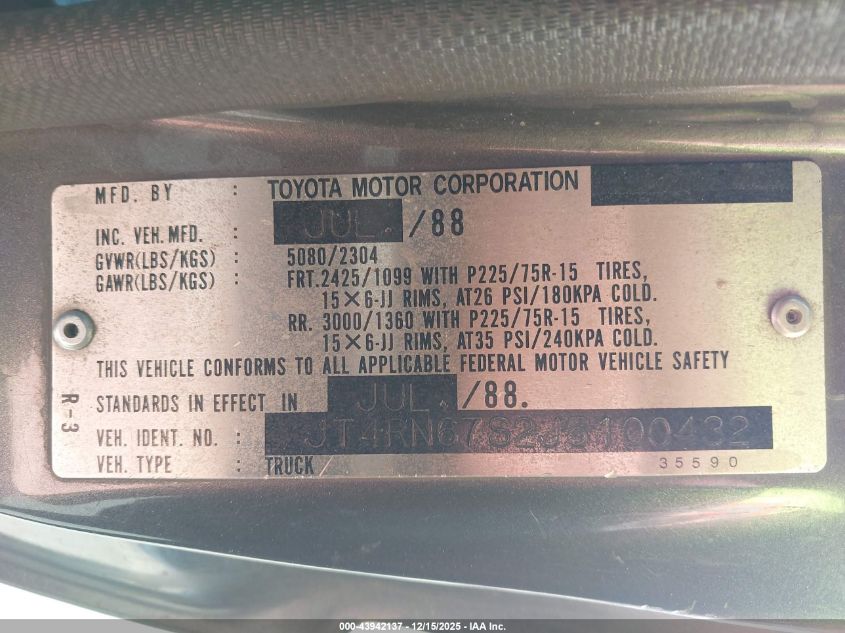 MFD. BY : TOYOTA MOTOR CORPORATION
INC. VEH. MFD. : JUL. /88
GVWR(LBS/KGS) : 5080/2304
GAWR(LBS/KGS) : FRT. 2425/1099 WITH P225/75R-15 TIRES,
15×6-JJ RIMS, AT26 PSI/180KPA COLD.
RR. 3000/1360 WITH P225/75R-15 TIRES,
15×6-JJ RIMS, AT35 PSI/240KPA COLD.
THIS VEHICLE CONFORMS TO ALL APPLICABLE FEDERAL MOTOR VEHICLE SAFETY
STANDARDS IN EFFECT IN JUL. /88.
VEH. IDENT. NO. :
VEH. TYPE : TRUCK 35590
R-3
000-43942137 - 12/15/2025 - IAA Inc.